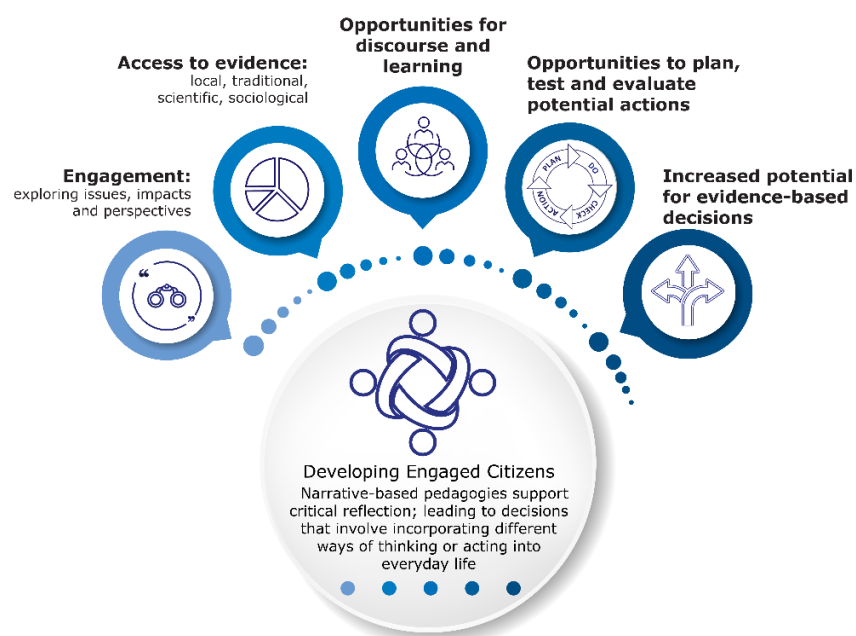 Engagement:
exploring issues, impacts
and perspectives
Access to evidence:
local, traditional,
scientific, sociological
Opportunities for
discourse and
learning
Opportunities to plan,
test and evaluate
potential actions
PLAN
DO
CHECK
ACTION
Increased potential
for evidence-based
decisions
“
”
Developing Engaged Citizens
Narrative-based pedagogies support
critical reflection; leading to decisions
that involve incorporating different
ways of thinking or acting into
everyday life